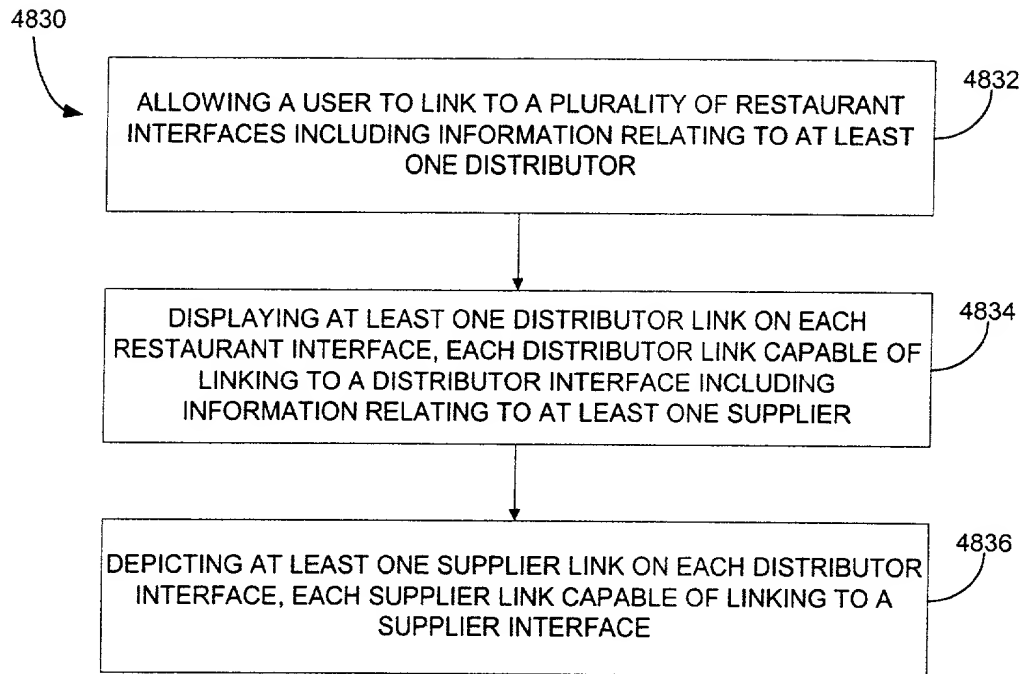 4830
4832
ALLOWING A USER TO LINK TO A PLURALITY OF RESTAURANT
INTERFACES INCLUDING INFORMATION RELATING TO AT LEAST
ONE DISTRIBUTOR
4834
DISPLAYING AT LEAST ONE DISTRIBUTOR LINK ON EACH
RESTAURANT INTERFACE, EACH DISTRIBUTOR LINK CAPABLE OF
LINKING TO A DISTRIBUTOR INTERFACE INCLUDING
INFORMATION RELATING TO AT LEAST ONE SUPPLIER
4836
DEPICTING AT LEAST ONE SUPPLIER LINK ON EACH DISTRIBUTOR
INTERFACE, EACH SUPPLIER LINK CAPABLE OF LINKING TO A
SUPPLIER INTERFACE